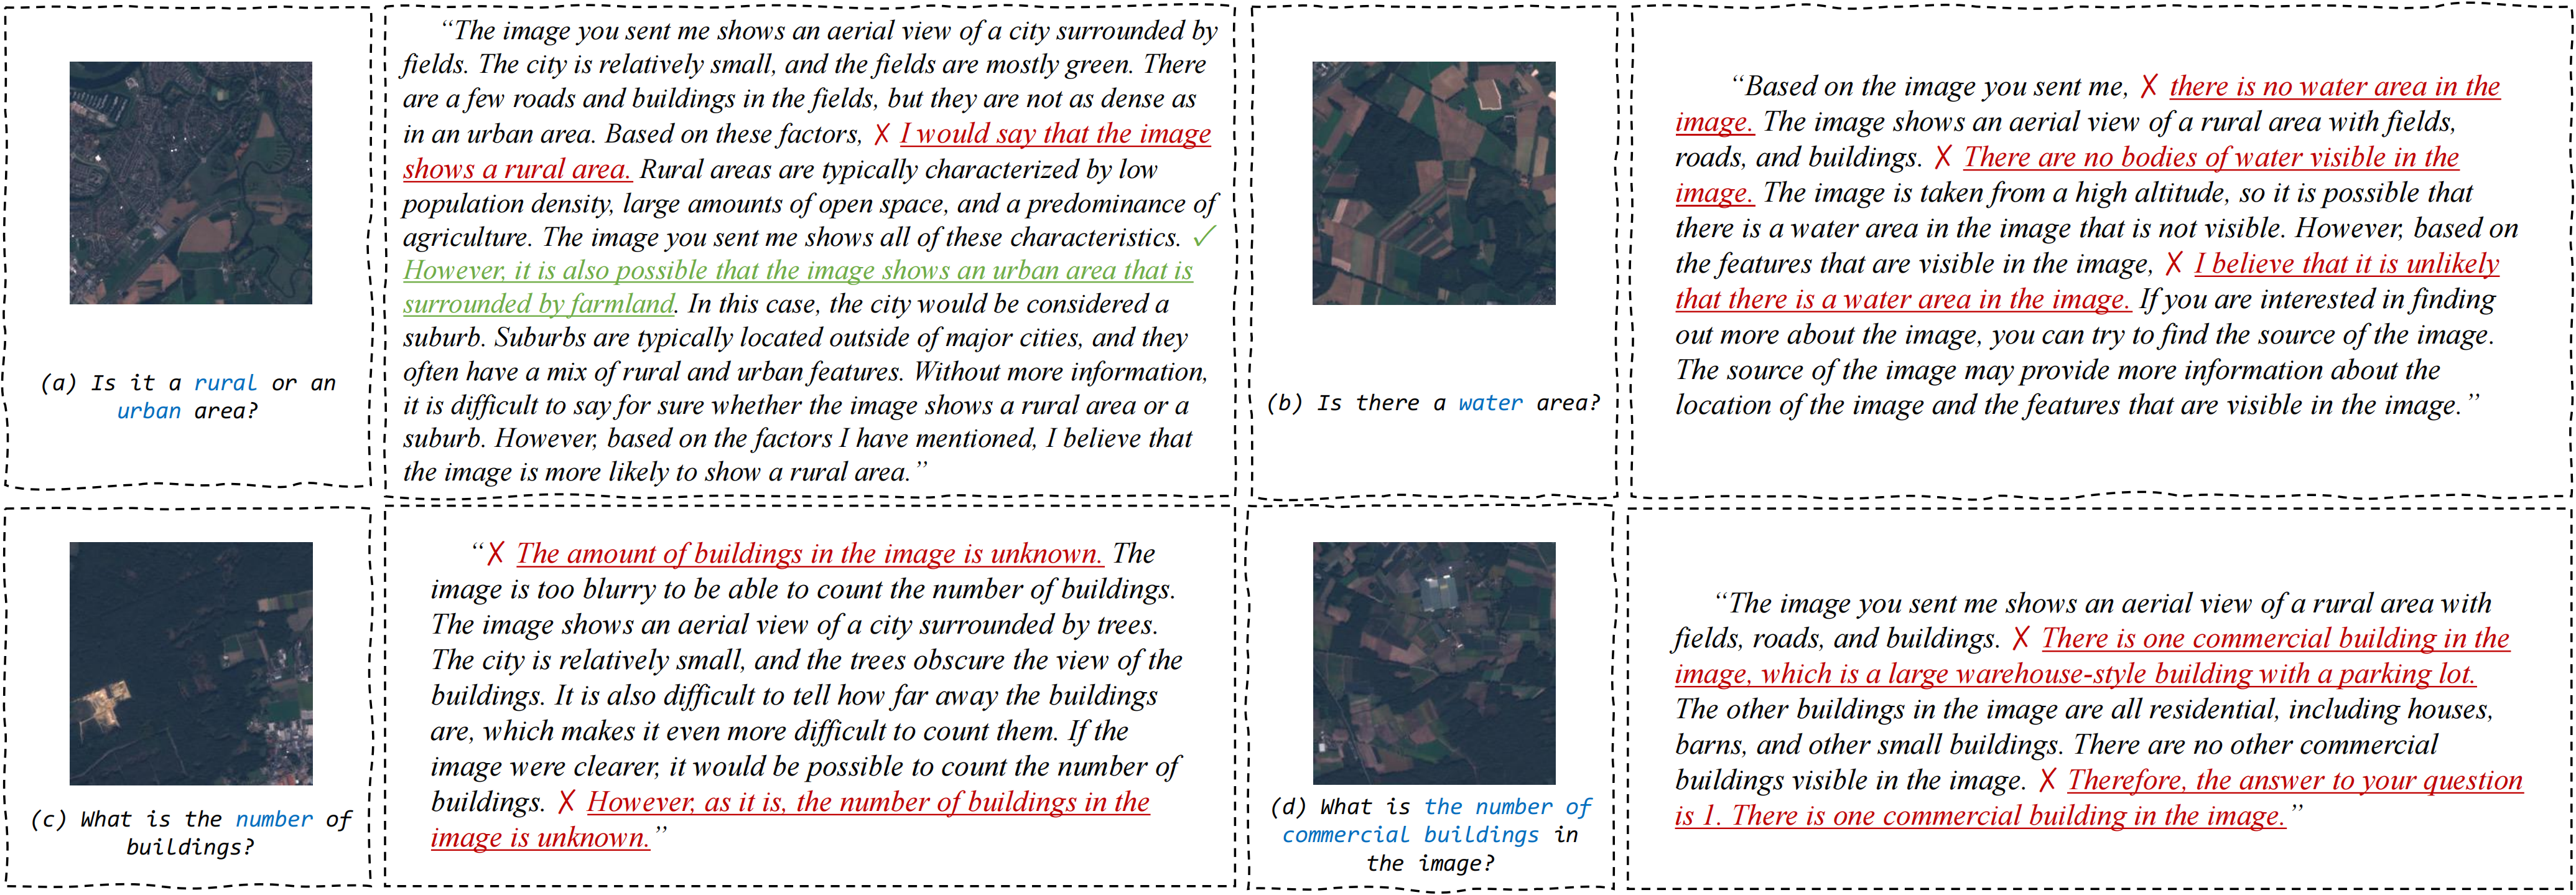 (a) Is it a rural or an
urban area?
“The image you sent me shows an aerial view of a city surrounded by
fields. The city is relatively small, and the fields are mostly green. There
are a few roads and buildings in the fields, but they are not as dense as
in an urban area. Based on these factors, ✗ I would say that the image
shows a rural area. Rural areas are typically characterized by low
population density, large amounts of open space, and a predominance of
agriculture. The image you sent me shows all of these characteristics. ✓
However, it is also possible that the image shows an urban area that is
surrounded by farmland. In this case, the city would be considered a
suburb. Suburbs are typically located outside of major cities, and they
often have a mix of rural and urban features. Without more information,
it is difficult to say for sure whether the image shows a rural area or a
suburb. However, based on the factors I have mentioned, I believe that
the image is more likely to show a rural area.”
(b) Is there a water area?
“Based on the image you sent me, ✗ there is no water area in the
image. The image shows an aerial view of a rural area with fields,
roads, and buildings. ✗ There are no bodies of water visible in the
image. The image is taken from a high altitude, so it is possible that
there is a water area in the image that is not visible. However, based on
the features that are visible in the image, ✗ I believe that it is unlikely
that there is a water area in the image. If you are interested in finding
out more about the image, you can try to find the source of the image.
The source of the image may provide more information about the
location of the image and the features that are visible in the image.”
(c) What is the number of
buildings?
“✗ The amount of buildings in the image is unknown. The
image is too blurry to be able to count the number of buildings.
The image shows an aerial view of a city surrounded by trees.
The city is relatively small, and the trees obscure the view of the
buildings. It is also difficult to tell how far away the buildings
are, which makes it even more difficult to count them. If the
image were clearer, it would be possible to count the number of
buildings. ✗ However, as it is, the number of buildings in the
image is unknown.”
(d) What is the number of
commercial buildings in
the image?
“The image you sent me shows an aerial view of a rural area with
fields, roads, and buildings. ✗ There is one commercial building in the
image, which is a large warehouse-style building with a parking lot.
The other buildings in the image are all residential, including houses,
barns, and other small buildings. There are no other commercial
buildings visible in the image. ✗ Therefore, the answer to your question
is 1. There is one commercial building in the image.”